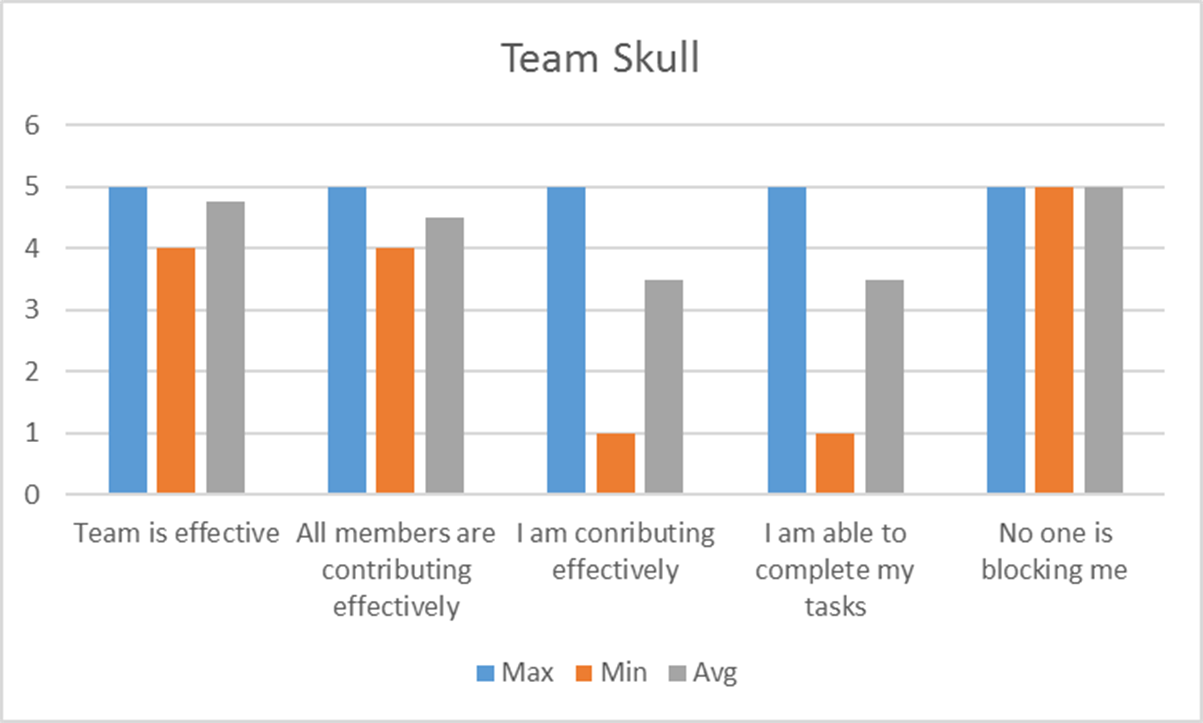 Team Skull
6
5
4
3
2
1
0
Team is effective
All members are
contributing
effectively
I am conributing
effectively
I am able to
complete my
tasks
No one is
blocking me
Max Min Avg